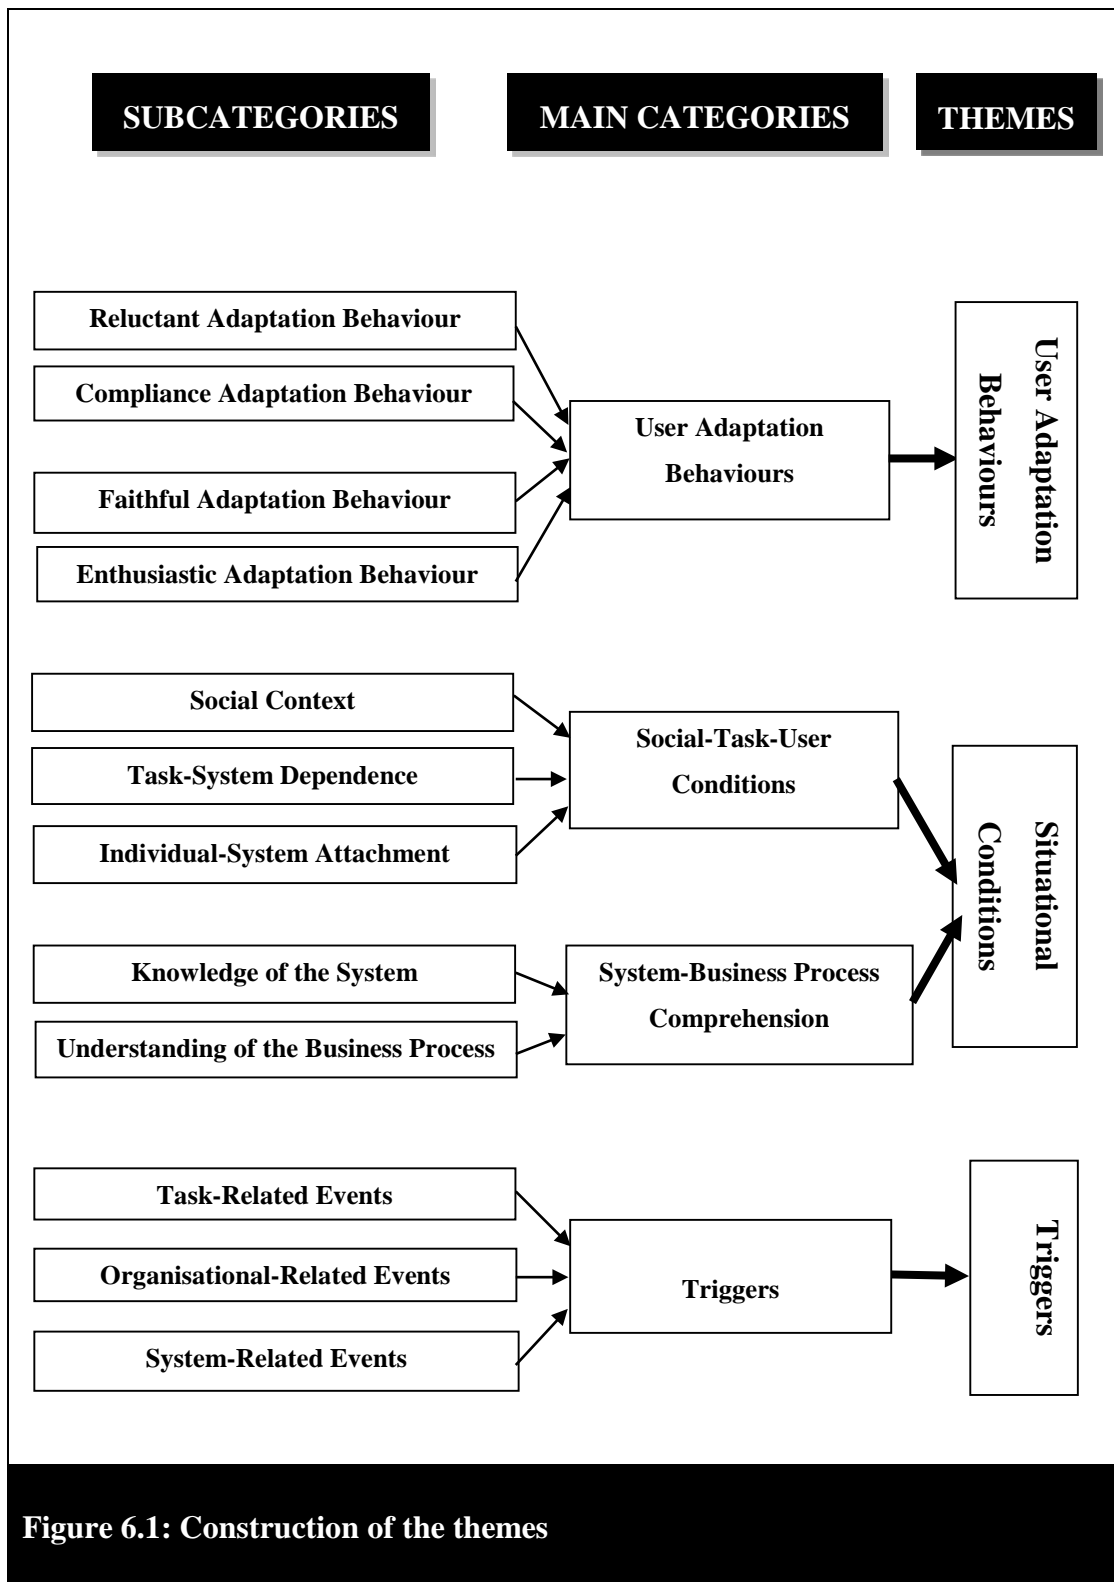 SUBCATEGORIES
MAIN CATEGORIES
THEMES
Reluctant Adaptation Behaviour
Compliance Adaptation Behaviour
Faithful Adaptation Behaviour
Enthusiastic Adaptation Behaviour
User Adaptation
Behaviours
User Adaptation
Behaviours
Social Context
Task-System Dependence
Individual-System Attachment
Social-Task-User
Conditions
Knowledge of the System
Understanding of the Business Process
System-Business Process
Comprehension
Situational
Conditions
Task-Related Events
Organisational-Related Events
System-Related Events
Triggers
Triggers
Figure 6.1: Construction of the themes